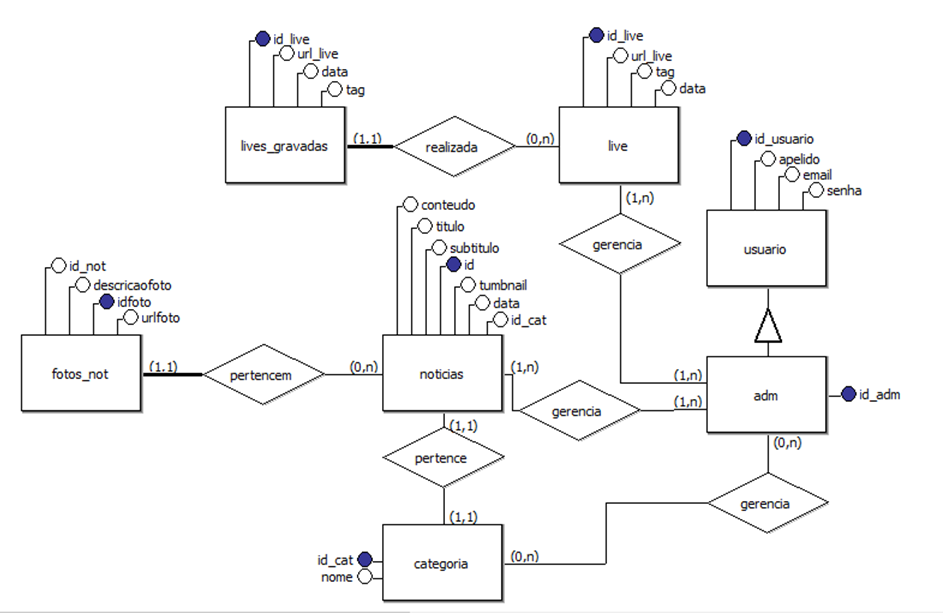 id_live
url_live
data
tag
lives_gravadas
(1,1)
realizada
(0,n)
id_live
url_live
tag
data
live
(1,n)
gerencia
(1,n)
id_usuario
apelido
email
senha
usuario
conteudo
titulo
subtitulo
id
tumbnail
data
id_cat
noticias
id_not
descricaofoto
idfoto
urlfoto
fotos_not
(1,1)
pertencem
(0,n)
(1,n)
gerencia
(1,n)
adm
id_adm
(0,n)
gerencia
(0,n)
(1,1)
pertence
(1,1)
id_cat
nome
categoria